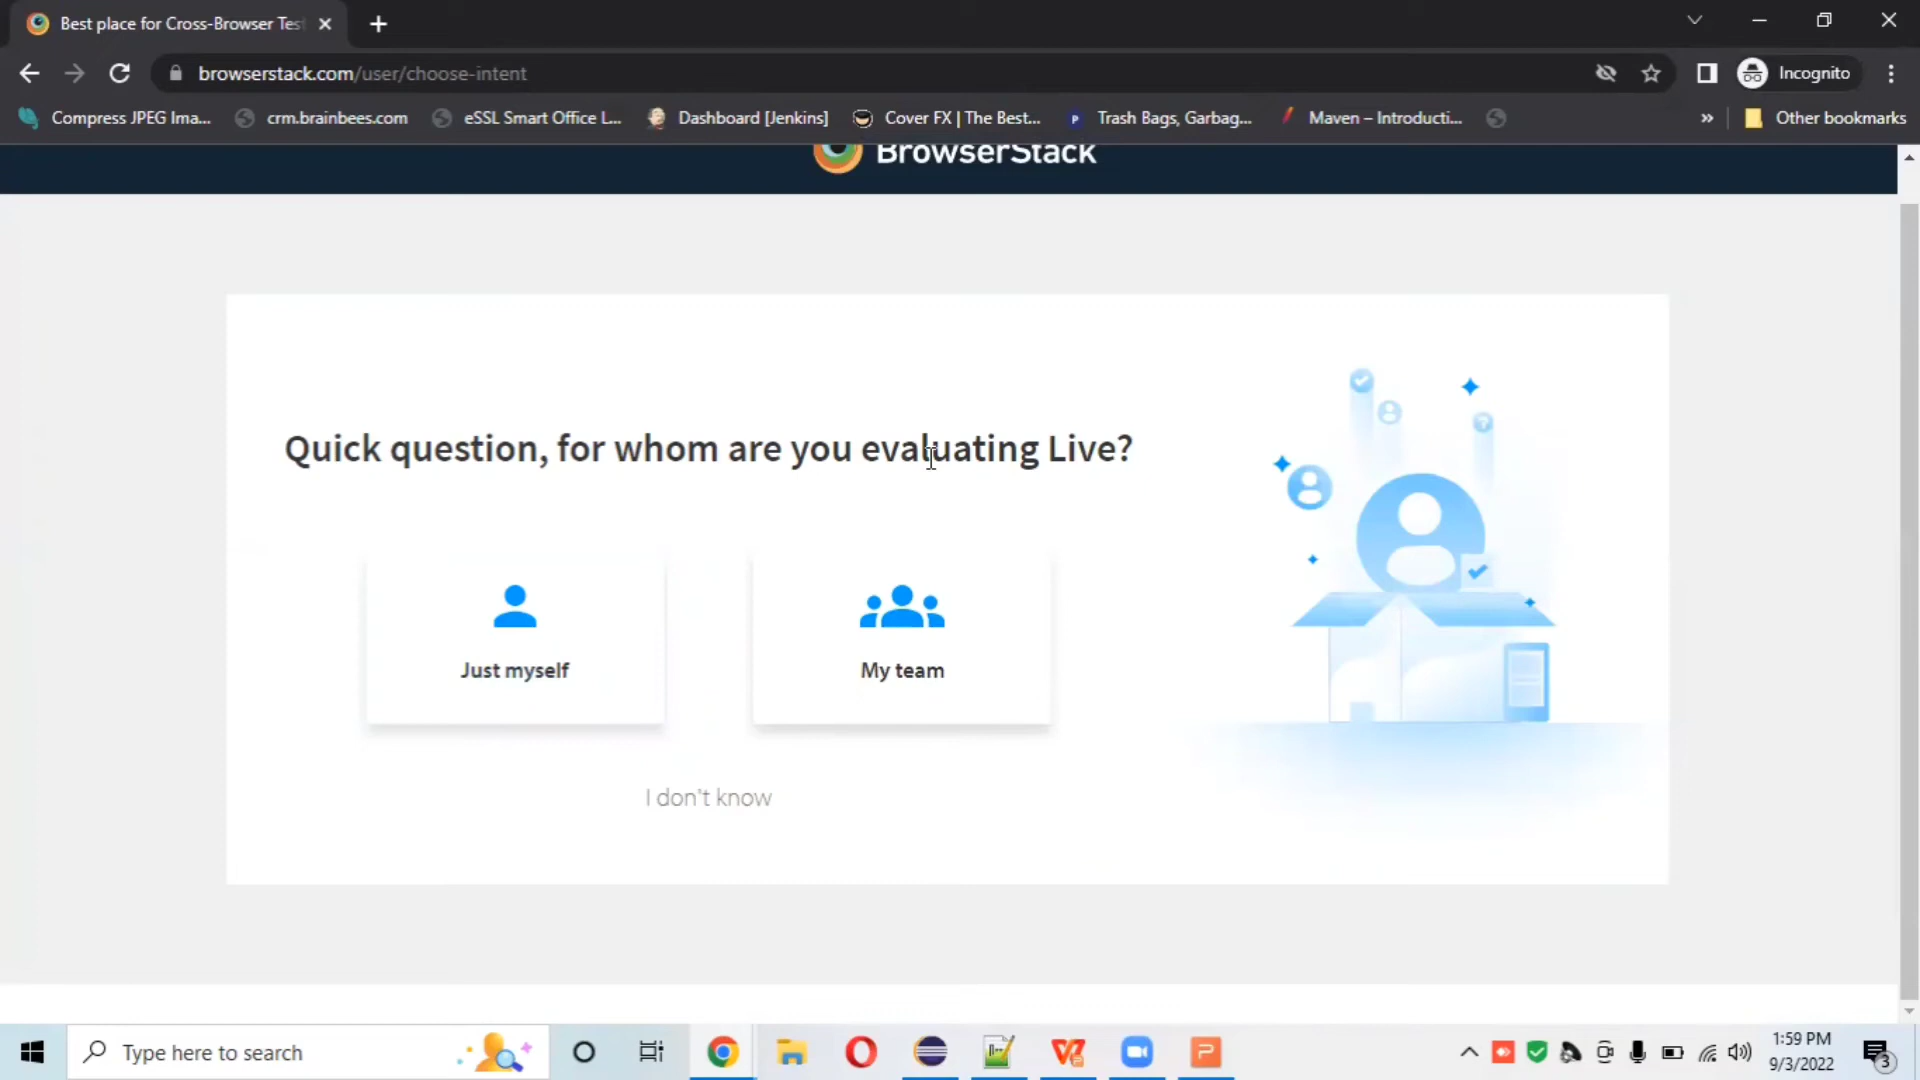 Best place for Cross-Browser Tes
browserstack.com/user/choose-intent
Incognito
Compress JPEG Ima...
crm.brainbees.com
eSSL Smart Office L...
Dashboard [Jenkins]
Cover FX | The Best...
Trash Bags, Garbag...
Maven – Introducti...
»
Other bookmarks
BrowserStack
Quick question, for whom are you evaluating Live?
Just myself
My team
I don't know
Type here to search
1:59 PM
9/3/2022
3